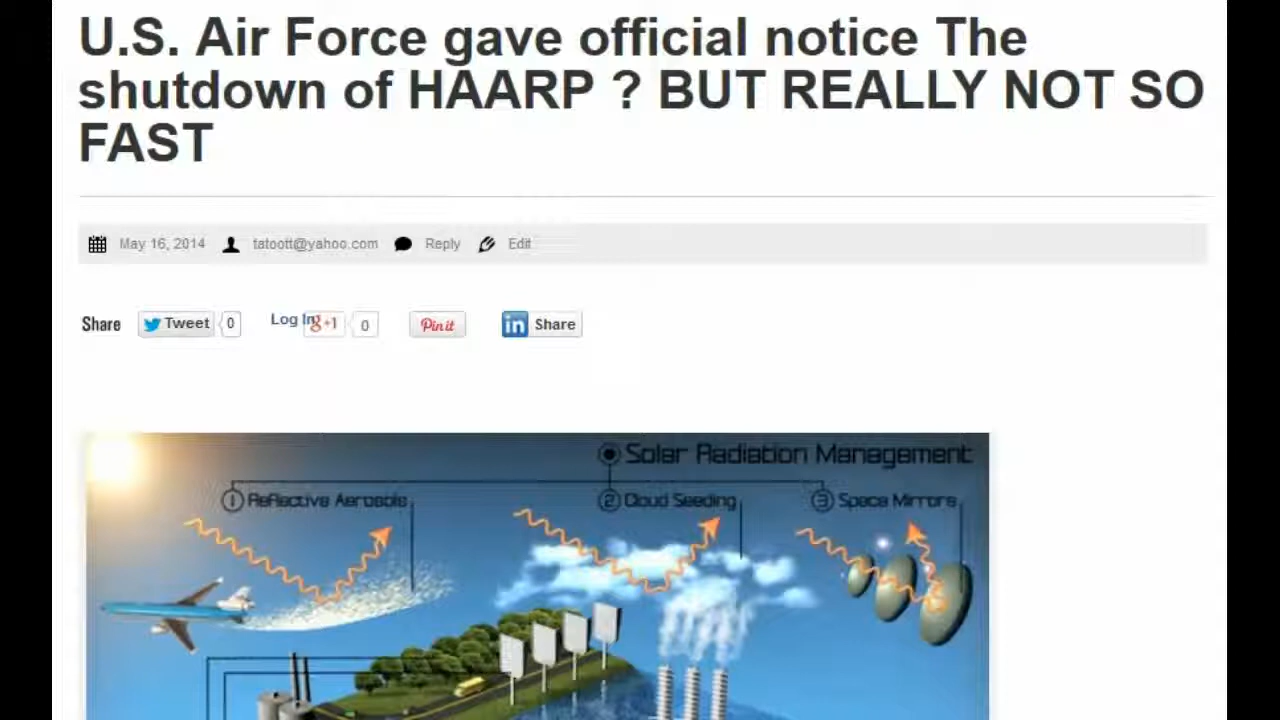 U.S. Air Force gave official notice The
shutdown of HAARP ? BUT REALLY NOT SO
FAST
May 16, 2014 tatoott@yahoo.com Reply Edit
Share Tweet 0 Log In g+1 0 Pin it in Share
Solar Radiation Management
1 Reflective Aerosols 2 Cloud Seeding 3 Space Mirrors